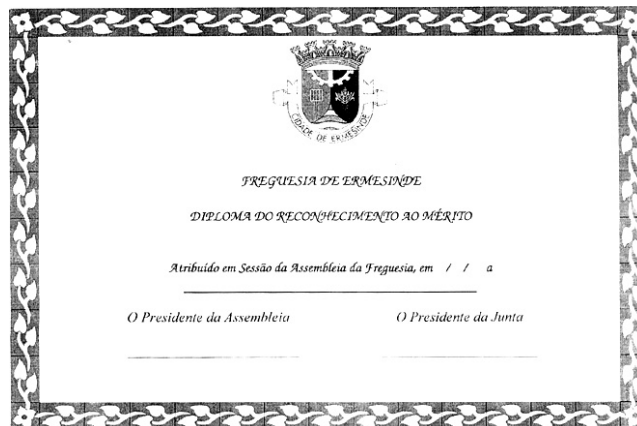 CIDADE DE ERMESINDE
FREGUESIA DE ERMESINDE
DIPLOMA DO RECONHECIMENTO AO MÉRITO
Atribuído em Sessão da Assembleia da Freguesia, em / / a
O Presidente da Assembleia O Presidente da Junta